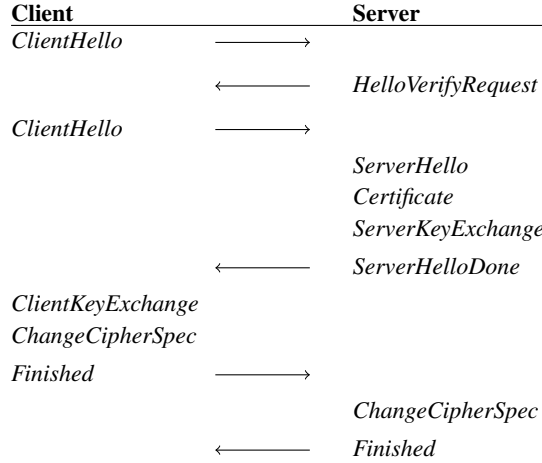 Client Server
ClientHello
HelloVerifyRequest
ClientHello
ServerHello
Certificate
ServerKeyExchange
ServerHelloDone
ClientKeyExchange
ChangeCipherSpec
Finished
ChangeCipherSpec
Finished